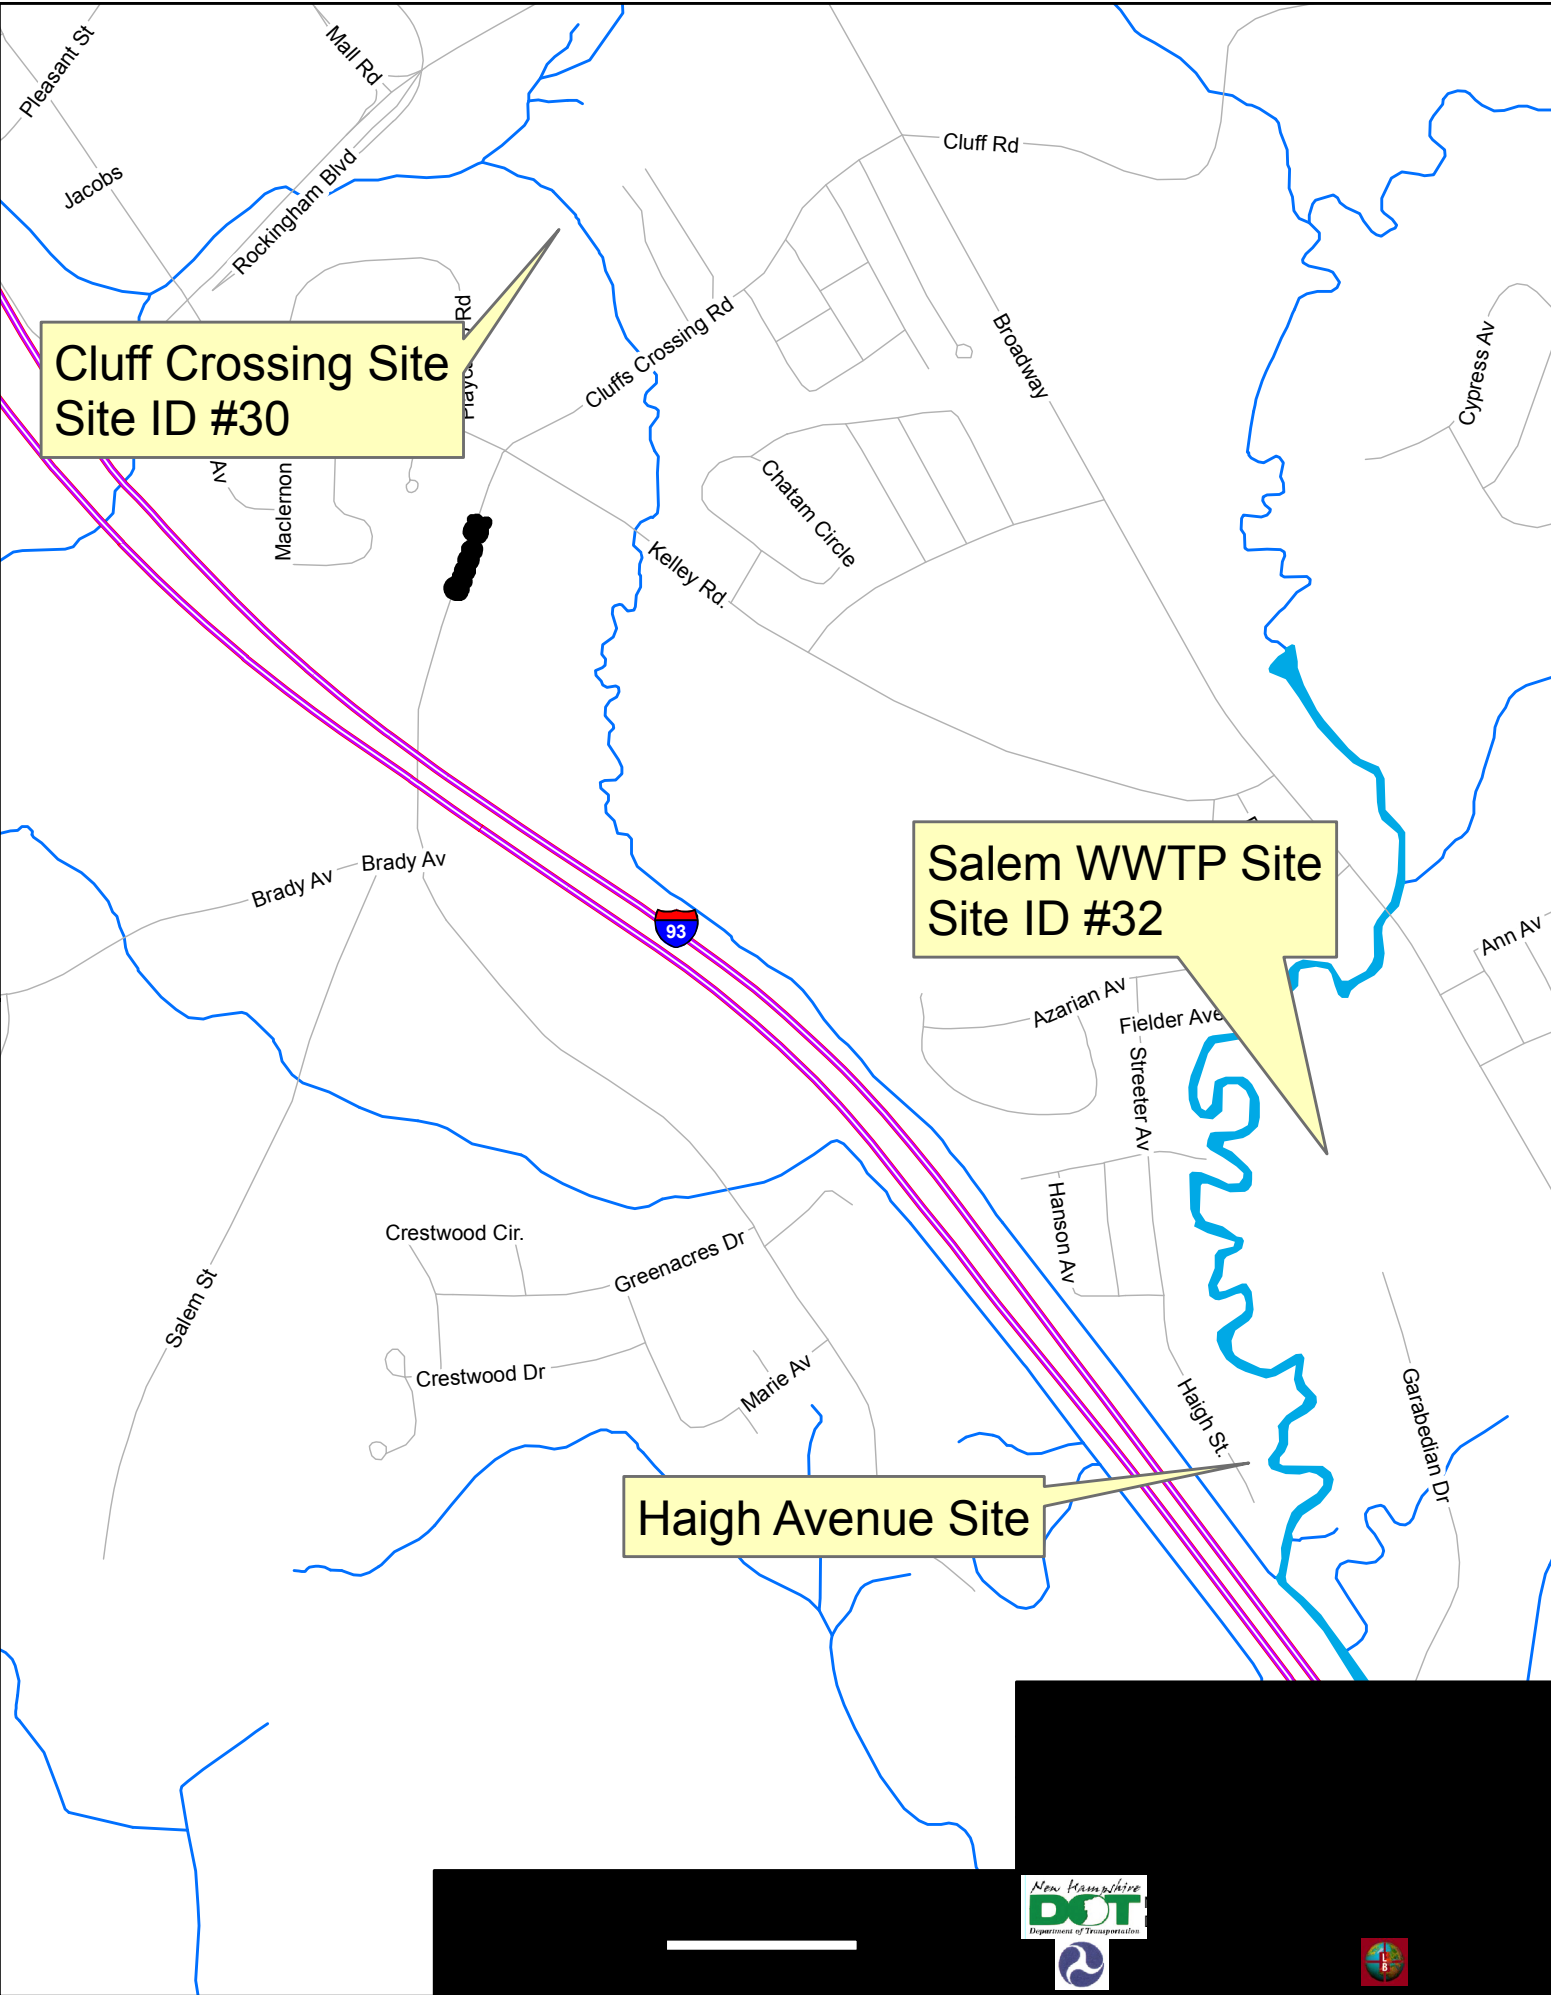 Pleasant St
Mall Rd
Jacobs
Rockingham Blvd
Cluff Rd
Cluff Crossing Site
Site ID #30
Rd
Av
Maclernon
Cluffs Crossing Rd
Broadway
Cypress Av
Chatam Circle
Kelley Rd.
Brady Av
Brady Av
93
Salem WWTP Site
Site ID #32
Ann Av
Azarian Av
Fielder Ave
Streeter Av
Hanson Av
Crestwood Cir.
Greenacres Dr
Salem St
Crestwood Dr
Marie Av
Haigh St.
Garabedian Dr
Haigh Avenue Site
New Hampshire
DOT
Department of Transportation
L
B